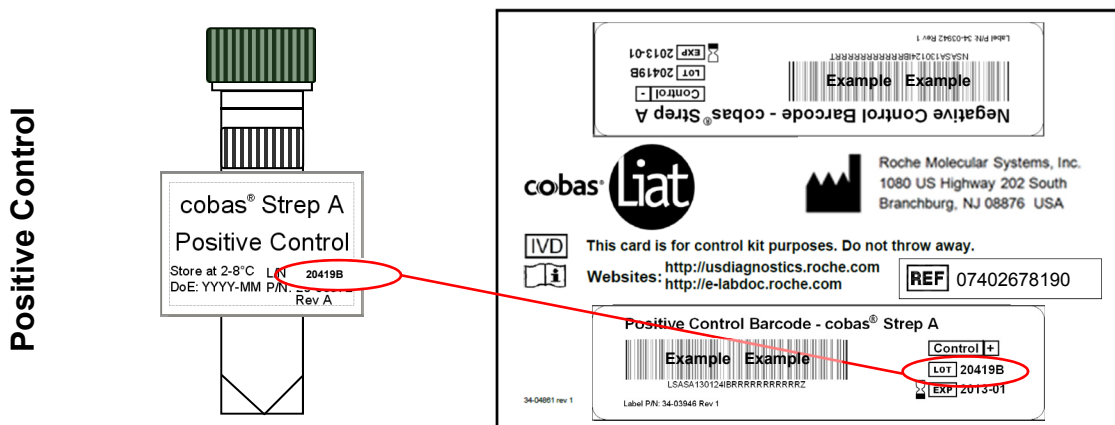 Positive Control
cobas® Strep A
Positive Control
Store at 2-8°C L/N 20419B
DoE: YYYY-MM P/N:
Rev A
Negative Control Barcode - cobas® Strep A
Control -
LOT 20419B
EXP 2013-01
Example Example
NSASA130124IBRRRRRRRRRRRRT
Label P/N: 34-03942 Rev 1
cobas® Liat
Roche Molecular Systems, Inc.
1080 US Highway 202 South
Branchburg, NJ 08876 USA
IVD This card is for control kit purposes. Do not throw away.
Websites: http://usdiagnostics.roche.com
http://e-labdoc.roche.com
REF 07402678190
Positive Control Barcode - cobas® Strep A
Example Example
LSASA130124IBRRRRRRRRRRRRZ
Control +
LOT 20419B
EXP 2013-01
34-04861 rev 1
Label P/N: 34-03946 Rev 1